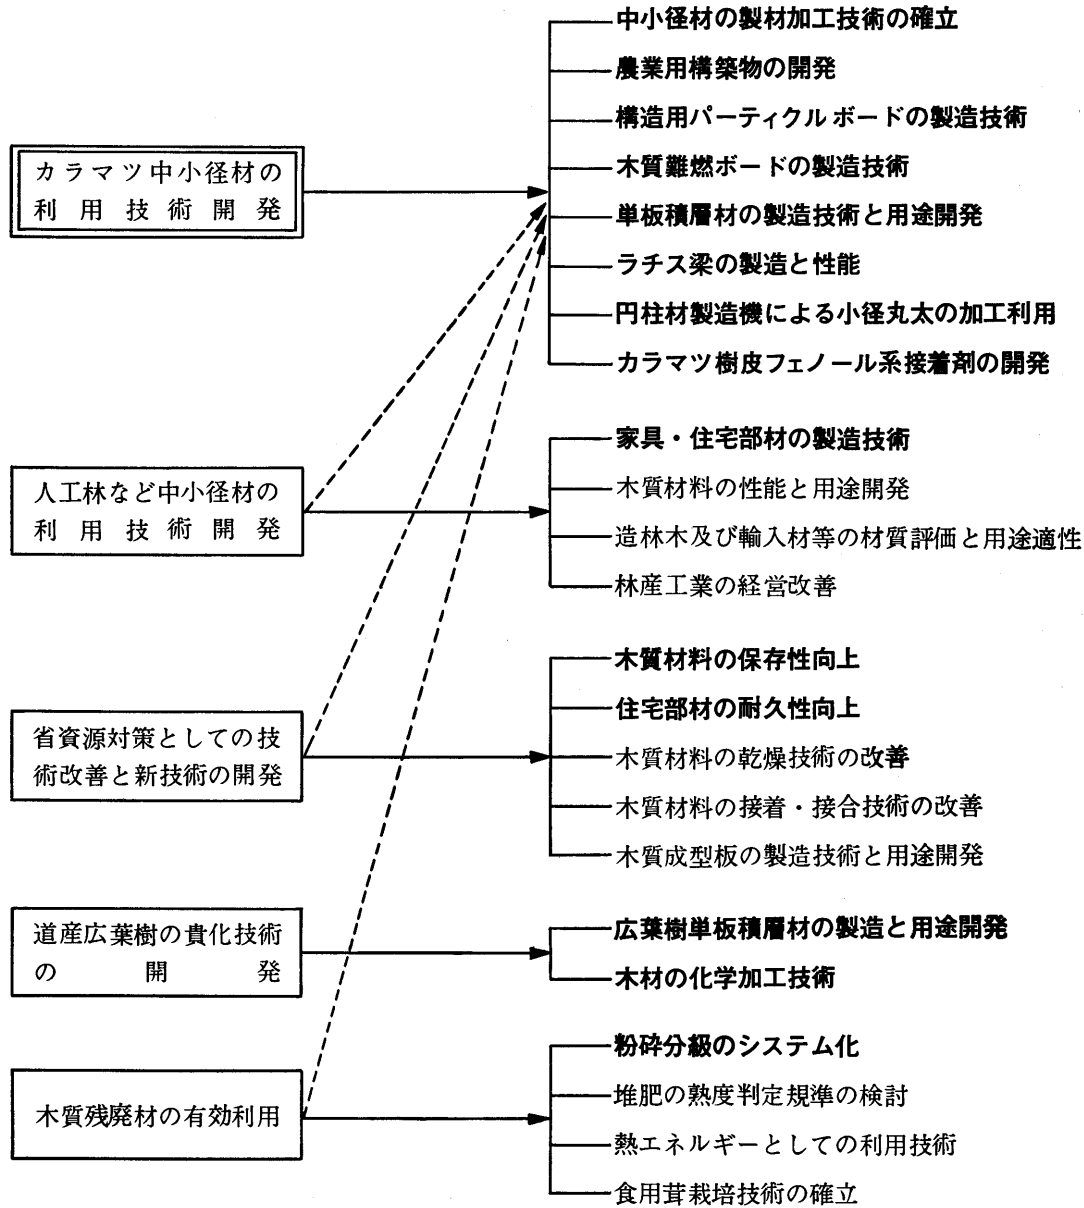 カラマツ中小径材の
利用技術開発
中小径材の製材加工技術の確立
農業用構築物の開発
構造用パーティクルボードの製造技術
木質難燃ボードの製造技術
単板積層材の製造技術と用途開発
ラチス梁の製造と性能
円柱材製造機による小径丸太の加工利用
カラマツ樹皮フェノール系接着剤の開発
人工林など中小径材の
利用技術開発
家具・住宅部材の製造技術
木質材料の性能と用途開発
造林木及び輸入材等の材質評価と用途適性
林産工業の経営改善
省資源対策としての技
術改善と新技術の開発
木質材料の保存性向上
住宅部材の耐久性向上
木質材料の乾燥技術の改善
木質材料の接着・接合技術の改善
木質成型板の製造技術と用途開発
道産広葉樹の貴化技術
の開発
広葉樹単板積層材の製造と用途開発
木材の化学加工技術
木質残廃材の有効利用
粉砕分級のシステム化
堆肥の熟度判定規準の検討
熱エネルギーとしての利用技術
食用茸栽培技術の確立